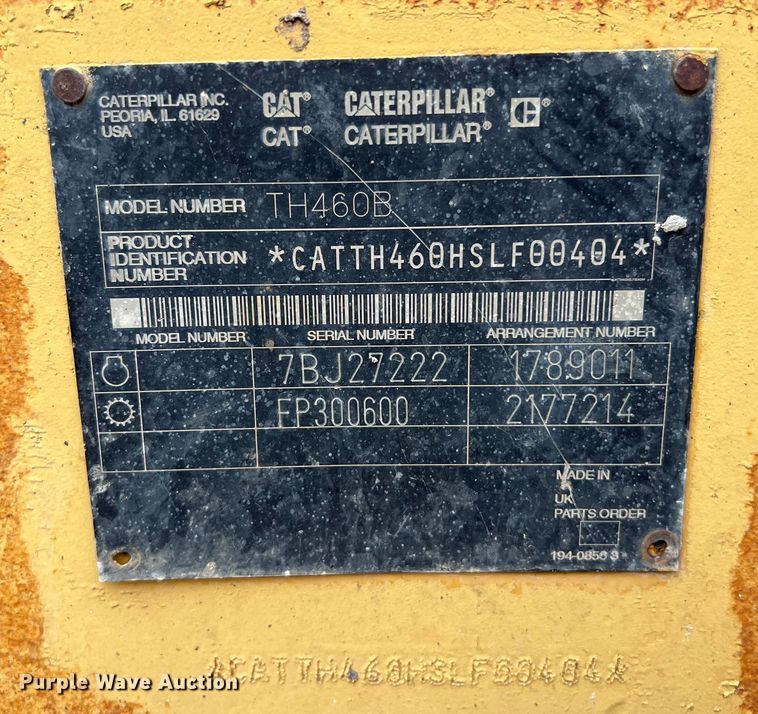 CATERPILLAR INC.
PEORIA, IL. 61629
USA
CAT® CATERPILLAR®
CAT® CATERPILLAR®
MODEL NUMBER TH460B
PRODUCT
IDENTIFICATION
NUMBER
*CATTH460HSLF00404*
MODEL NUMBER SERIAL NUMBER ARRANGEMENT NUMBER
7BJ27222 1789011
FP300600 2177214
MADE IN
UK
PARTS ORDER
194-0856 3
*CATTH460HSLF00404*
Purple Wave Auction